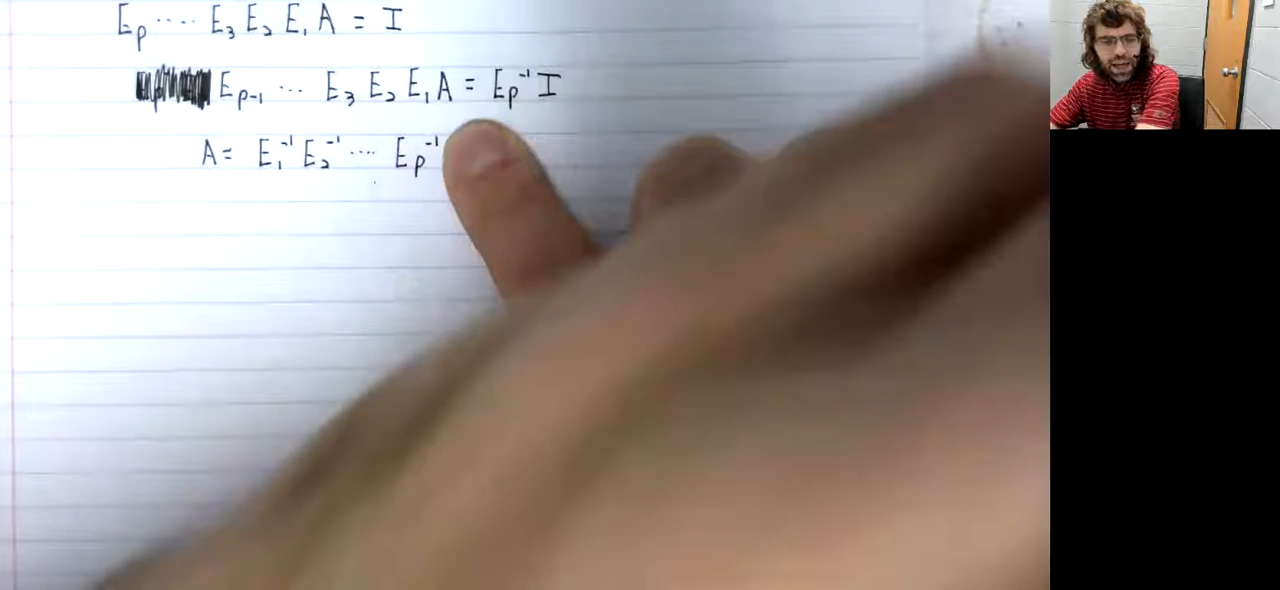 Eₚ ‥‥ E₃ E₂ E₁ A = I
Eₚ₋₁ ... E₃ E₂ E₁ A = Eₚ⁻¹ I
A = E₁⁻¹ E₂⁻¹ ‥‥ Eₚ⁻¹